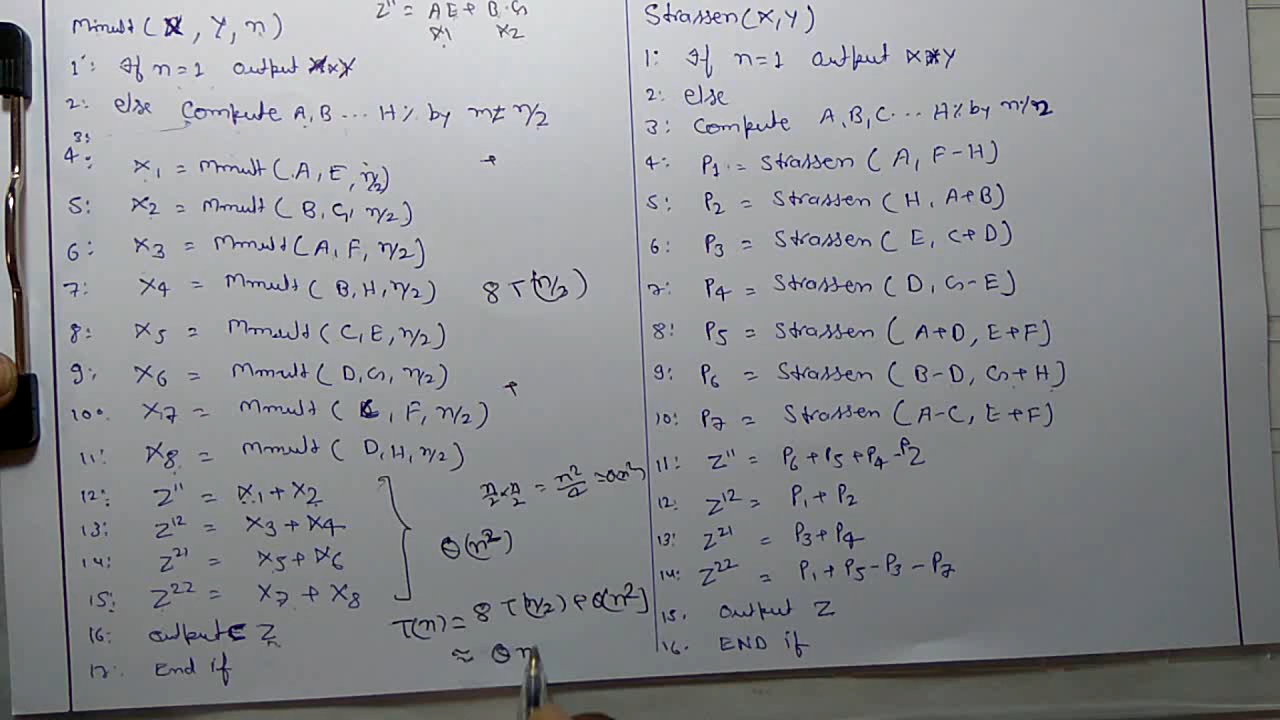 Mmult(X, Y, n)
Z11 = AE + B.G
X1 X2
1: If n=1 output X×Y
2: else Compute A, B ... H % by n/2
3:
4: X1 = Mmult(A, E, n/2)
5: X2 = Mmult(B, G, n/2)
6: X3 = Mmult(A, F, n/2)
7: X4 = Mmult(B, H, n/2) 8T(n/2)
8: X5 = Mmult(C, E, n/2)
9: X6 = Mmult(D, G, n/2)
10: X7 = Mmult(C, F, n/2)
11: X8 = Mmult(D, H, n/2)
12: Z11 = X1 + X2
13: Z12 = X3 + X4
14: Z21 = X5 + X6
15: Z22 = X7 + X8
16: output Z
17: End if
n/2 × n/2 = n²/2 = O(n²)
Θ(n²)
T(n) = 8T(n/2) + Θ(n²)
≈ Θn
Strassen(X, Y)
1: If n=1 output X*Y
2: else
3: Compute A, B, C ... H % by n/2
4: P1 = Strassen(A, F-H)
5: P2 = Strassen(H, A+B)
6: P3 = Strassen(E, C+D)
7: P4 = Strassen(D, G-E)
8: P5 = Strassen(A+D, E+F)
9: P6 = Strassen(B-D, G+H)
10: P7 = Strassen(A-C, E+F)
11: Z11 = P6+P5+P4-P2
12: Z12 = P1+P2
13: Z21 = P3+P4
14: Z22 = P1+P5-P3-P7
15. output Z
16. END if